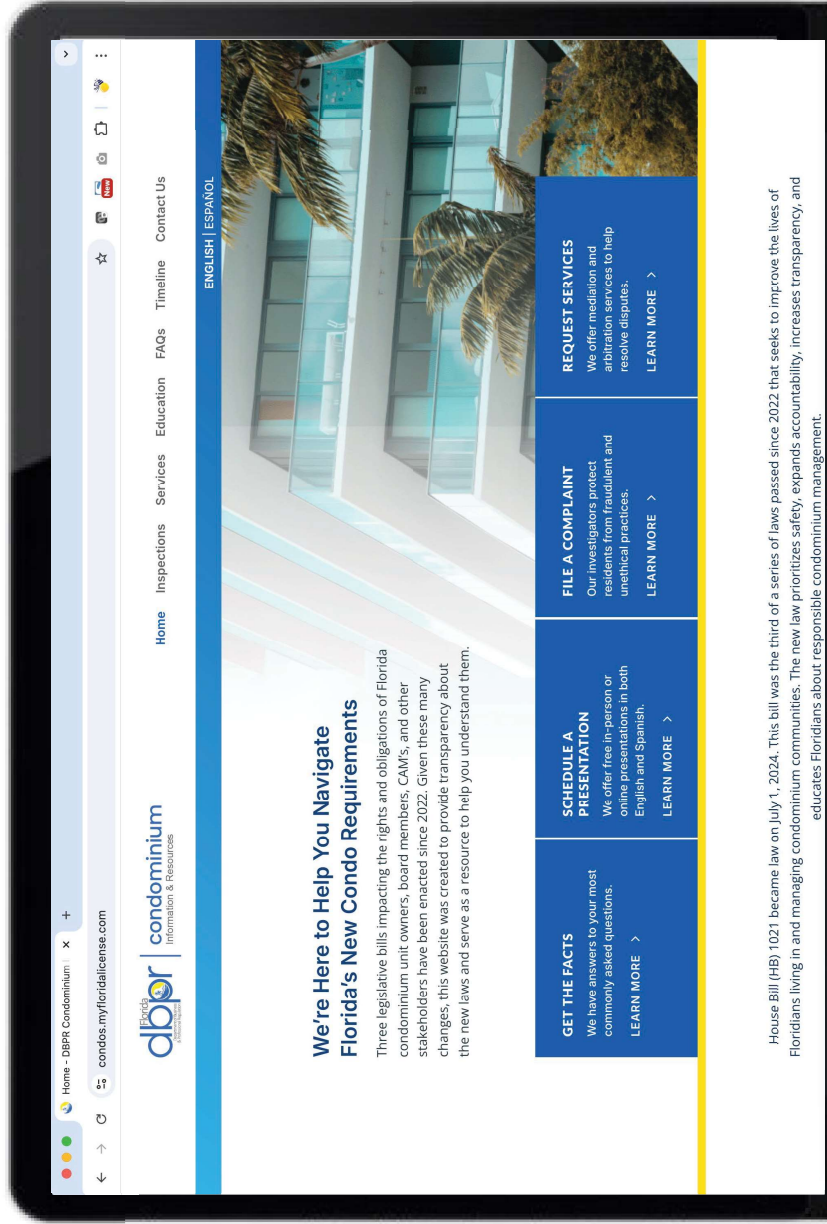 Home - DBPR Condominium
condos.myfloridalicense.com
New
Florida
dbpr
condominium
Information & Resources
Home
Inspections
Services
Education
FAQs
Timeline
Contact Us
ENGLISH | ESPAÑOL
We're Here to Help You Navigate
Florida's New Condo Requirements
Three legislative bills impacting the rights and obligations of Florida
condominium unit owners, board members, CAM's, and other
stakeholders have been enacted since 2022. Given these many
changes, this website was created to provide transparency about
the new laws and serve as a resource to help you understand them.
GET THE FACTS
We have answers to your most
commonly asked questions.
LEARN MORE >
SCHEDULE A
PRESENTATION
We offer free in-person or
online presentations in both
English and Spanish.
LEARN MORE >
FILE A COMPLAINT
Our investigators protect
residents from fraudulent and
unethical practices.
LEARN MORE >
REQUEST SERVICES
We offer mediation and
arbitration servcves to help
resolve disputes.
LEARN MORE >
House Bill (HB) 1021 became law on July 1, 2024. This bill was the third of a series of laws passed since 2022 that seeks to improve the lives of
Floridians living in and managing condominium communities. The new law prioritizes safety, expands accountability, increases transparency, and
educates Floridians about responsible condominium management.